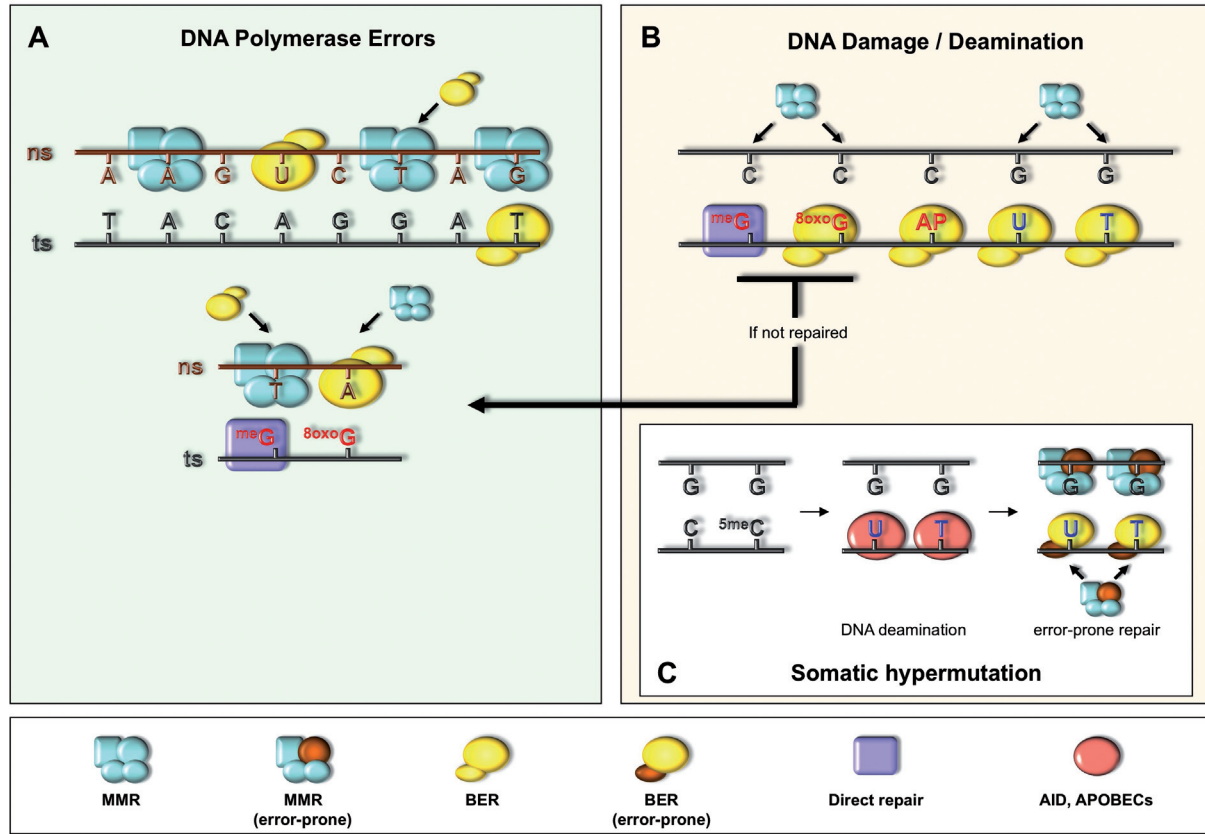 A DNA Polymerase Errors
ns
A A G U C T A G
T A C A G G A T
ts
ns
T A
meG 8oxoG
ts
B DNA Damage / Deamination
C C C G G
meG 8oxoG AP U T
If not repaired
G G G G G G
C 5meC U T U T
DNA deamination error-prone repair
C Somatic hypermutation
MMR
MMR
(error-prone)
BER
BER
(error-prone)
Direct repair
AID, APOBECs